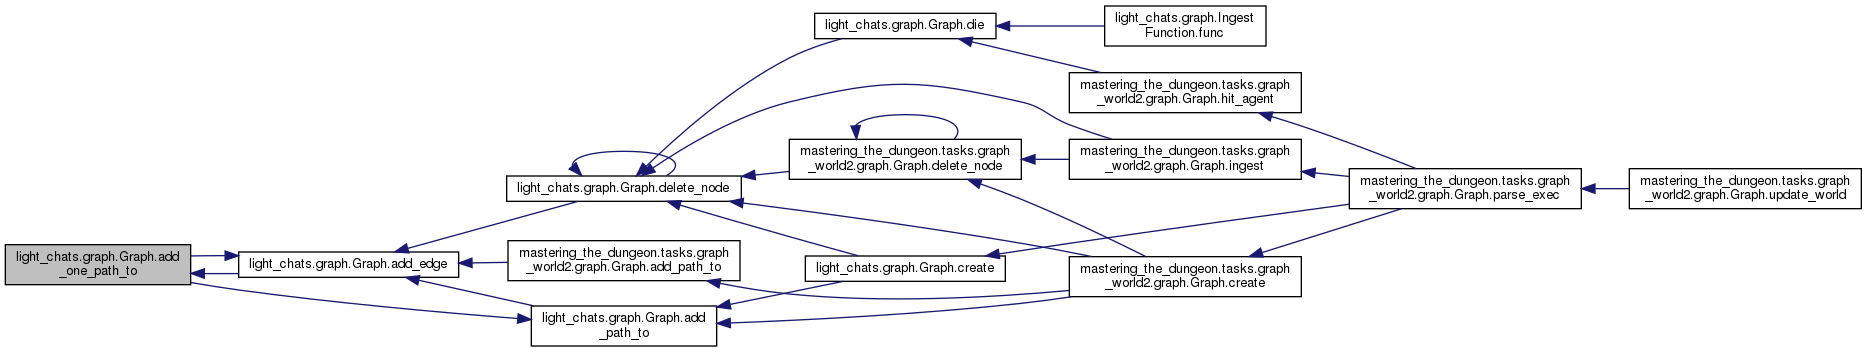 light_chats.graph.Graph.die
light_chats.graph.Ingest
Function.func
mastering_the_dungeon.tasks.graph
_world2.graph.Graph.hit_agent
mastering_the_dungeon.tasks.graph
_world2.graph.Graph.delete_node
mastering_the_dungeon.tasks.graph
_world2.graph.Graph.ingest
light_chats.graph.Graph.delete_node
mastering_the_dungeon.tasks.graph
_world2.graph.Graph.parse_exec
mastering_the_dungeon.tasks.graph
_world2.graph.Graph.update_world
light_chats.graph.Graph.add
_one_path_to
light_chats.graph.Graph.add_edge
mastering_the_dungeon.tasks.graph
_world2.graph.Graph.add_path_to
light_chats.graph.Graph.create
mastering_the_dungeon.tasks.graph
_world2.graph.Graph.create
light_chats.graph.Graph.add
_path_to